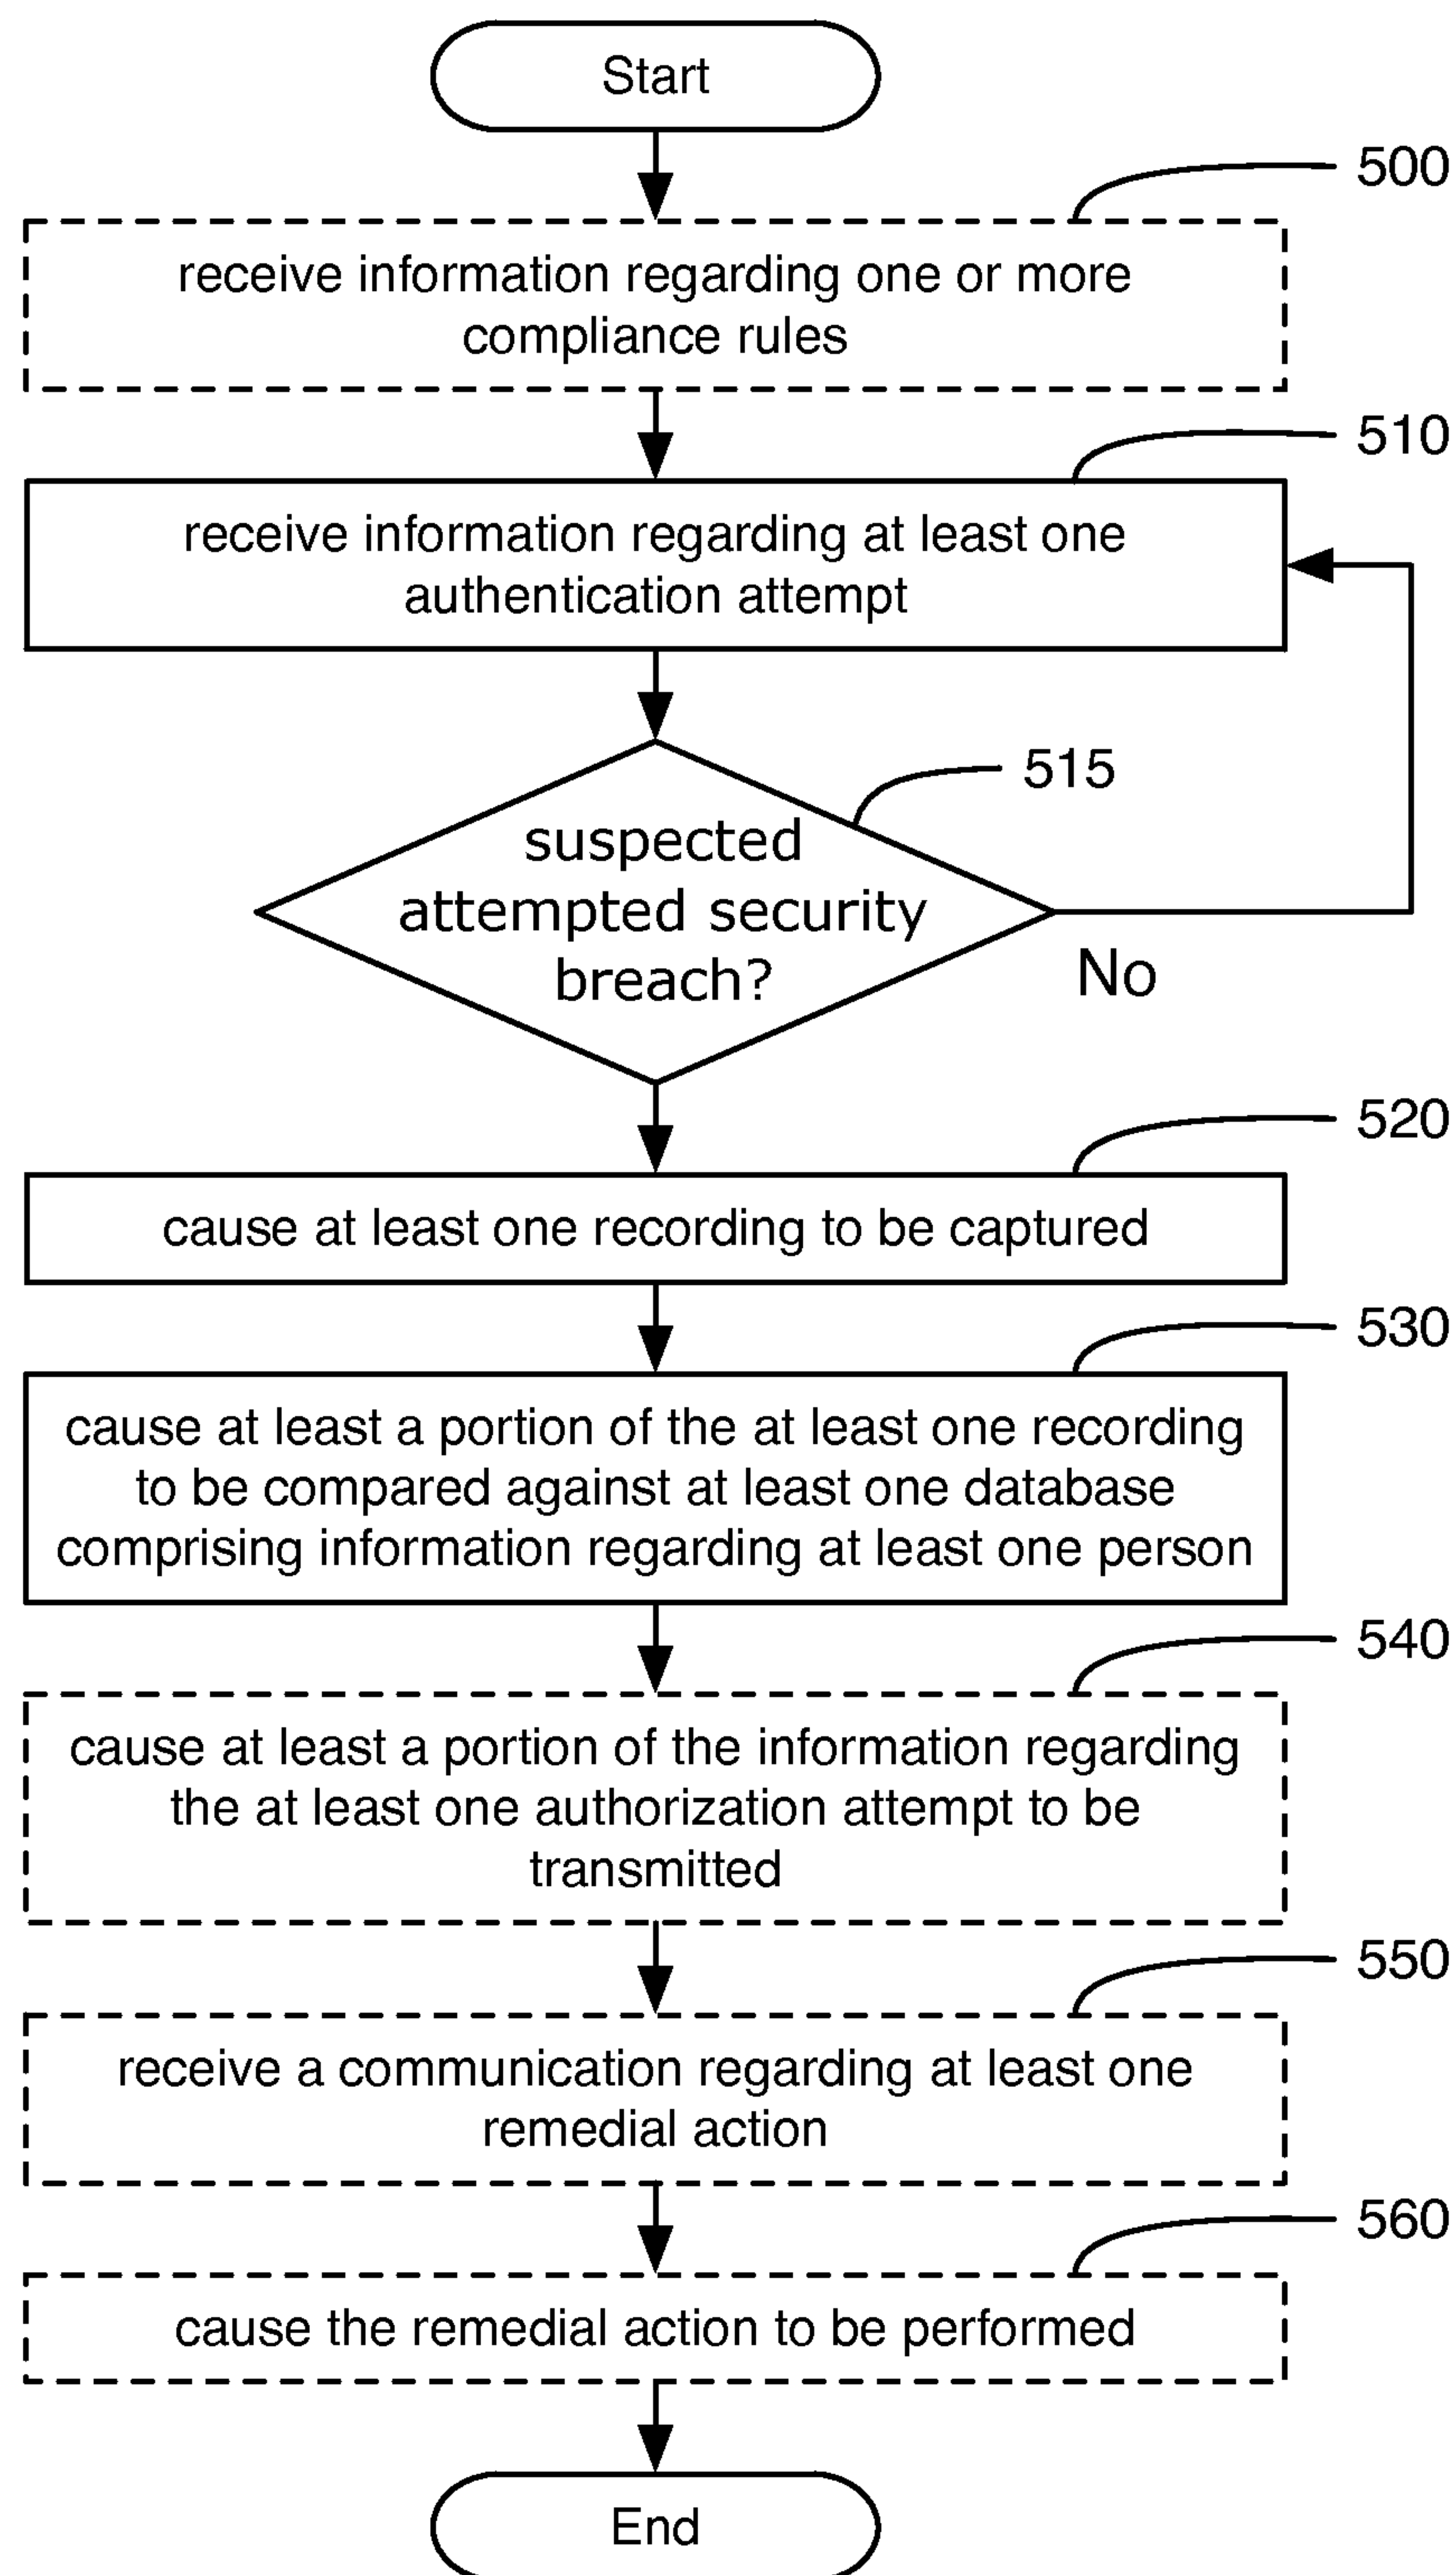 Start
500
receive information regarding one or more
compliance rules
510
receive information regarding at least one
authentication attempt
515
suspected
attempted security
breach?
No
520
cause at least one recording to be captured
530
cause at least a portion of the at least one recording
to be compared against at least one database
comprising information regarding at least one person
540
cause at least a portion of the information regarding
the at least one authorization attempt to be
transmitted
550
receive a communication regarding at least one
remedial action
560
cause the remedial action to be performed
End